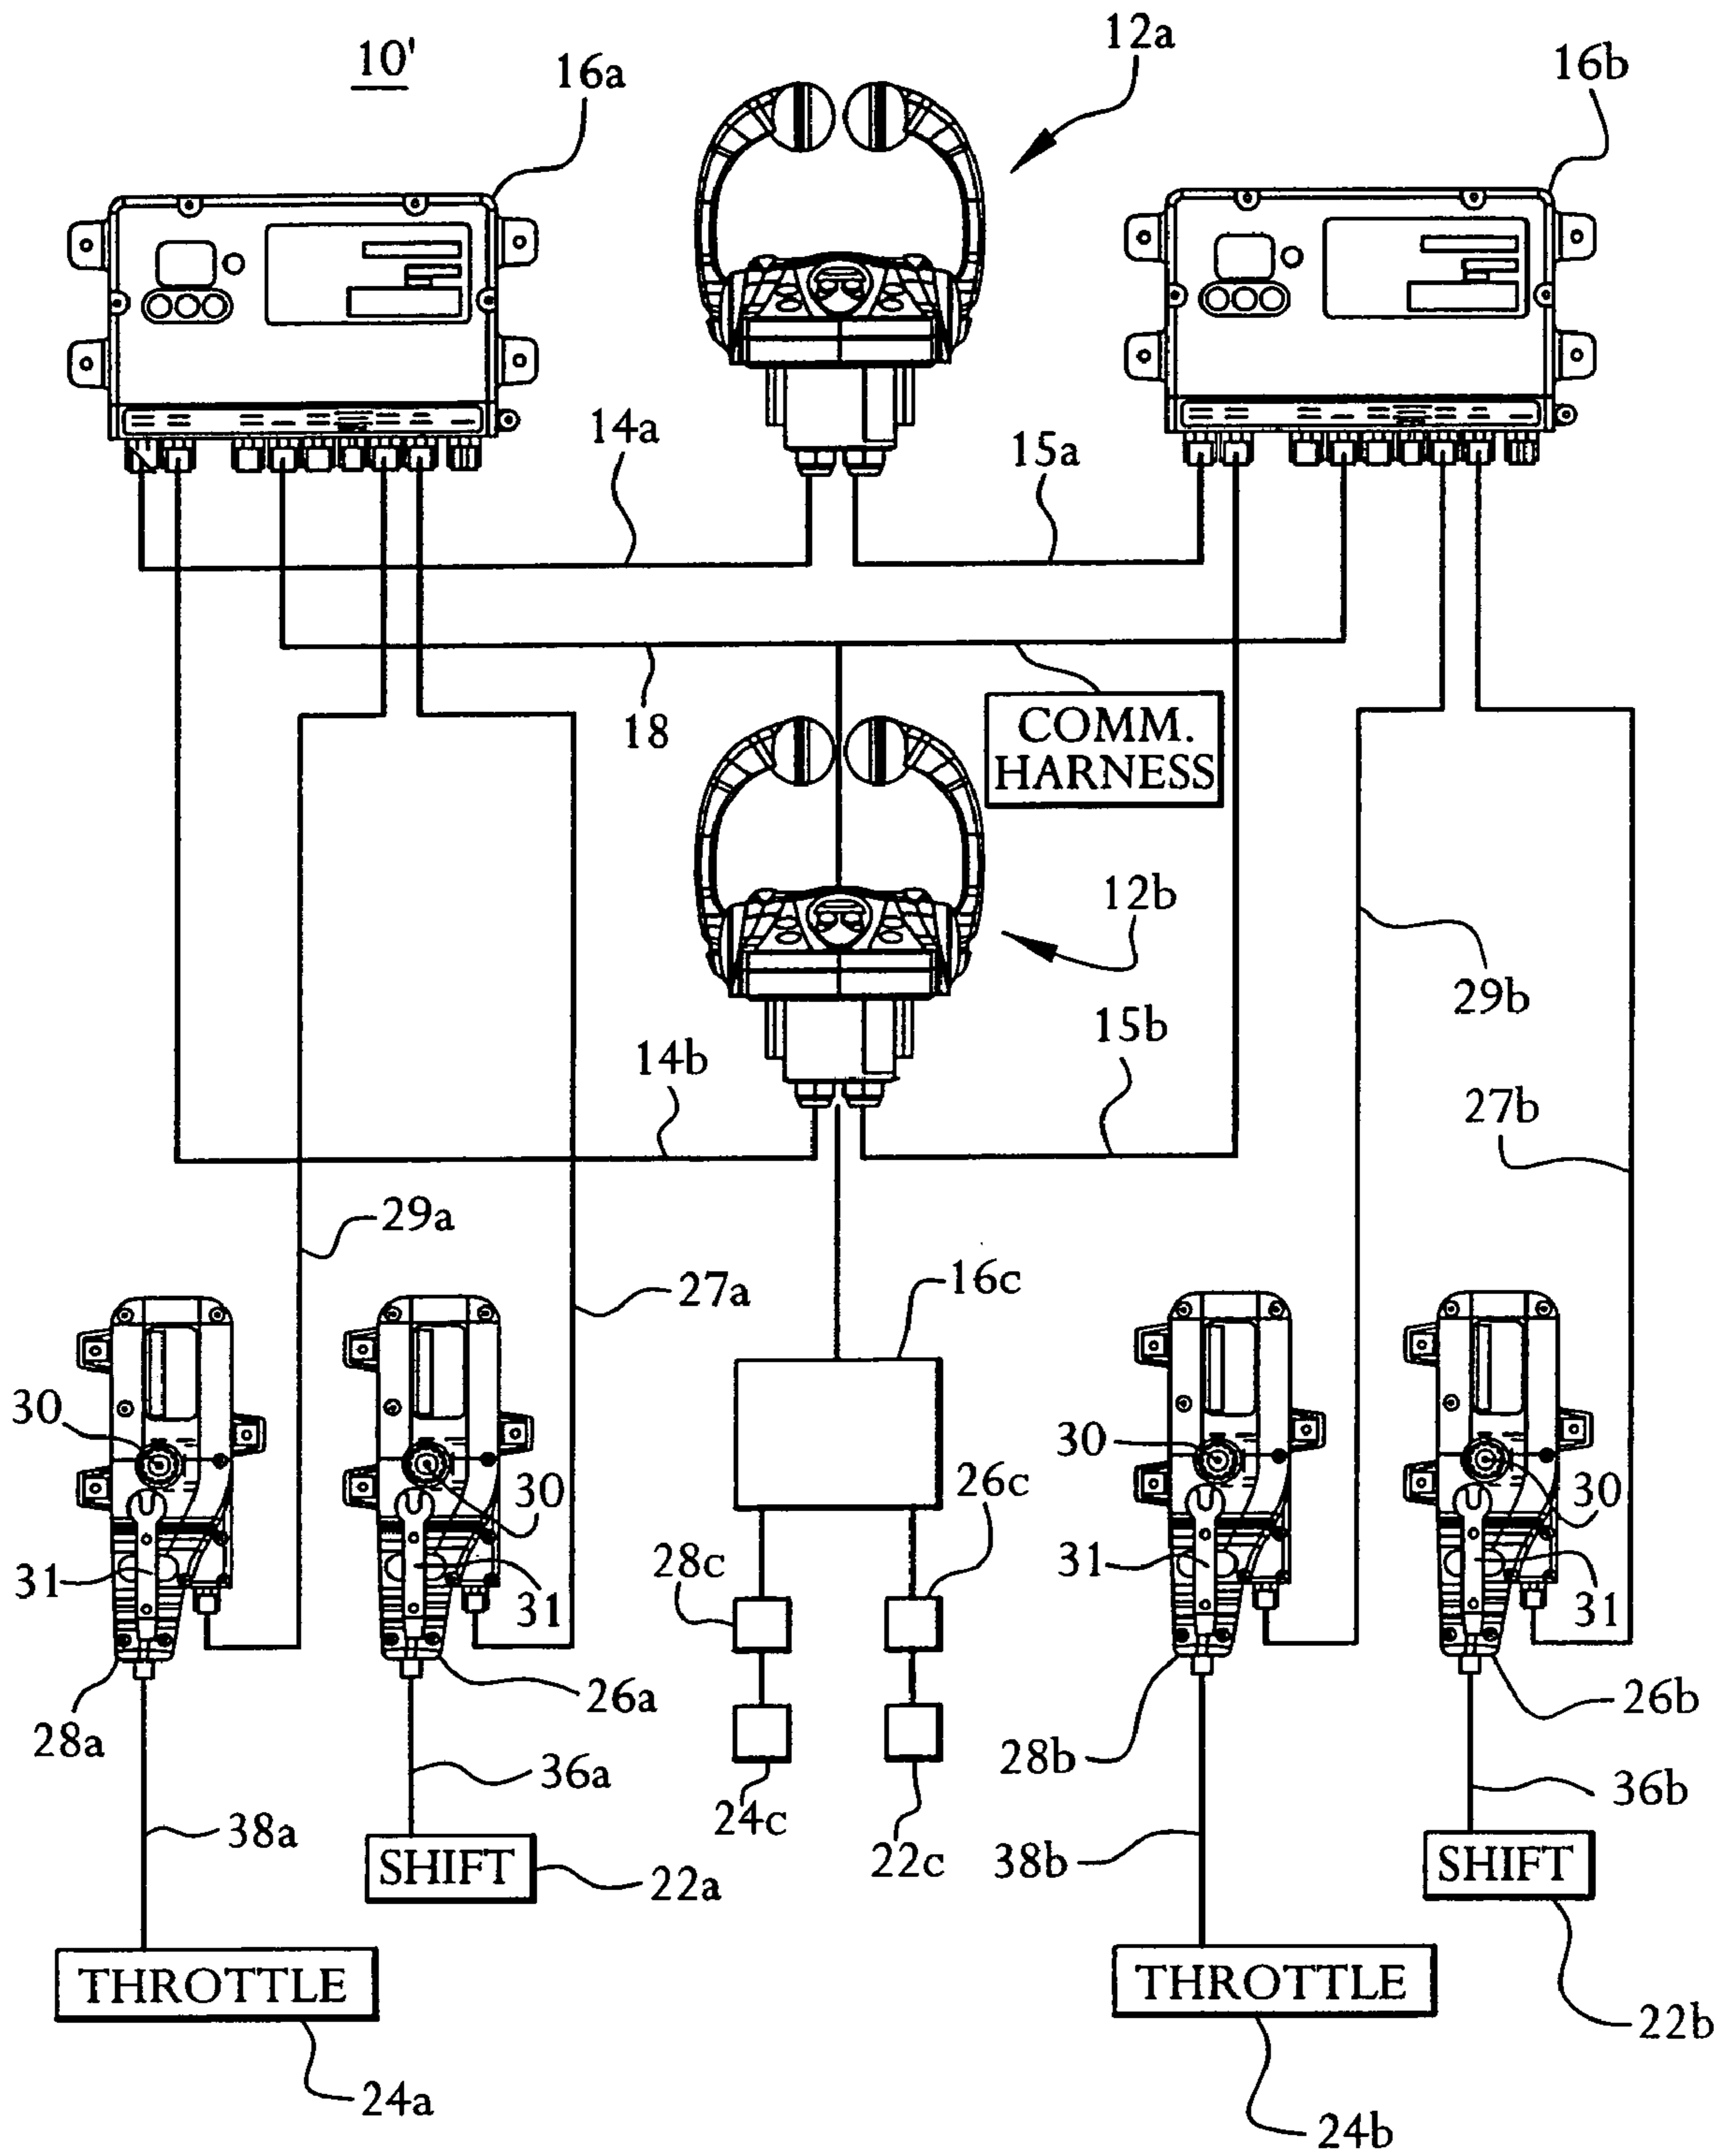 10'
16a
12a
16b
14a
15a
18
COMM.
HARNESS
12b
29b
14b
15b
27b
29a
27a
16c
30
30
30
30
26c
28c
31
31
31
31
28a
26a
28b
26b
36a
36b
24c
22c
38a
38b
SHIFT
22a
SHIFT
THROTTLE
THROTTLE
22b
24a
24b